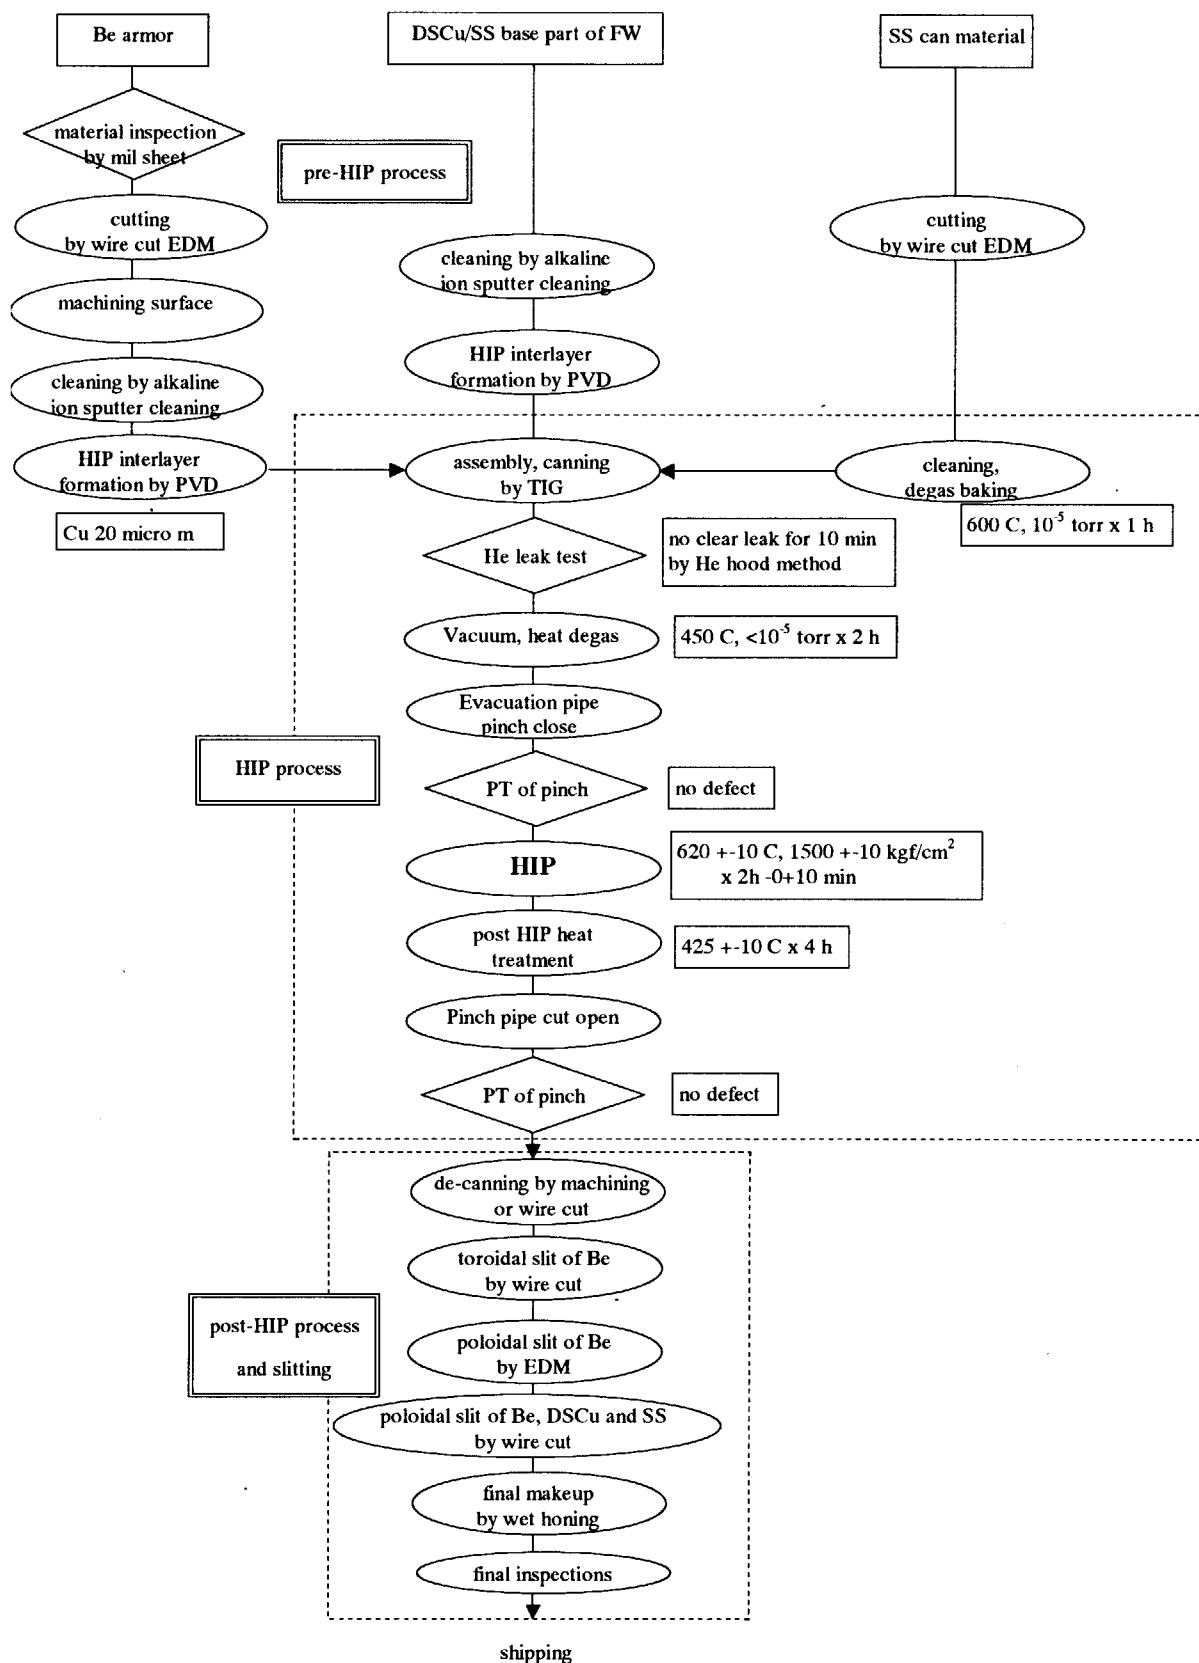 Be armor
DSCu/SS base part of FW
SS can material
material inspection
by mil sheet
pre-HIP process
cutting
by wire cut EDM
cutting
by wire cut EDM
cleaning by alkaline
ion sputter cleaning
machining surface
HIP interlayer
formation by PVD
cleaning by alkaline
ion sputter cleaning
HIP interlayer
formation by PVD
assembly, canning
by TIG
cleaning,
degas baking
Cu 20 micro m
600 C, 10⁻⁵ torr x 1 h
He leak test
no clear leak for 10 min
by He hood method
Vacuum, heat degas
450 C, <10⁻⁵ torr x 2 h
Evacuation pipe
pinch close
HIP process
PT of pinch
no defect
HIP
620 +-10 C, 1500 +-10 kgf/cm²
x 2h -0+10 min
post HIP heat
treatment
425 +-10 C x 4 h
Pinch pipe cut open
PT of pinch
no defect
de-canning by machining
or wire cut
toroidal slit of Be
by wire cut
post-HIP process
and slitting
poloidal slit of Be
by EDM
poloidal slit of Be, DSCu and SS
by wire cut
final makeup
by wet honing
final inspections
shipping